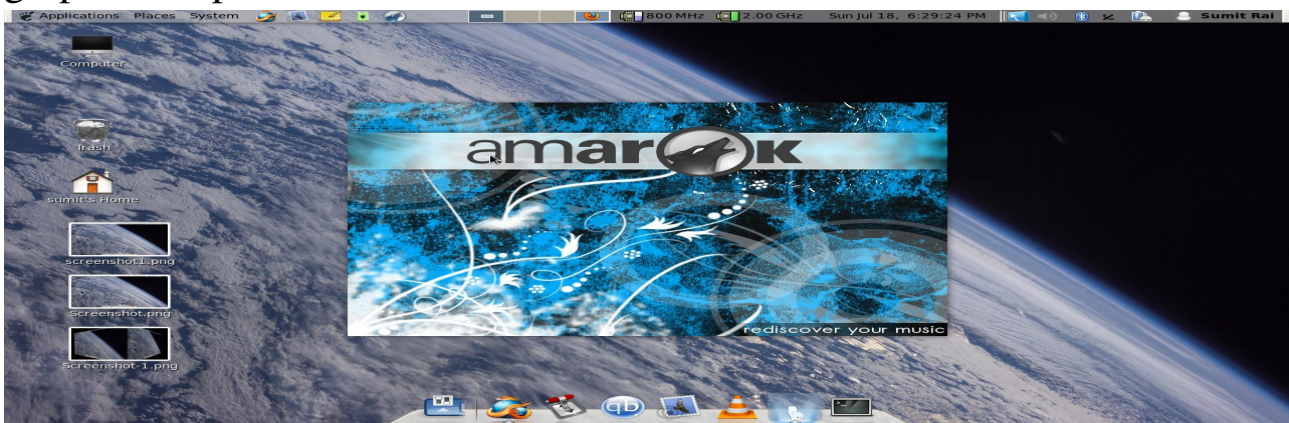 Applications Places System 800 MHz 2.00 GHz Sun Jul 18, 6:29:24 PM Sumit Rai
Computer
Trash
sumit's Home
screenshot1.png
Screenshot.png
Screenshot-1.png
amarok
rediscover your music
qb